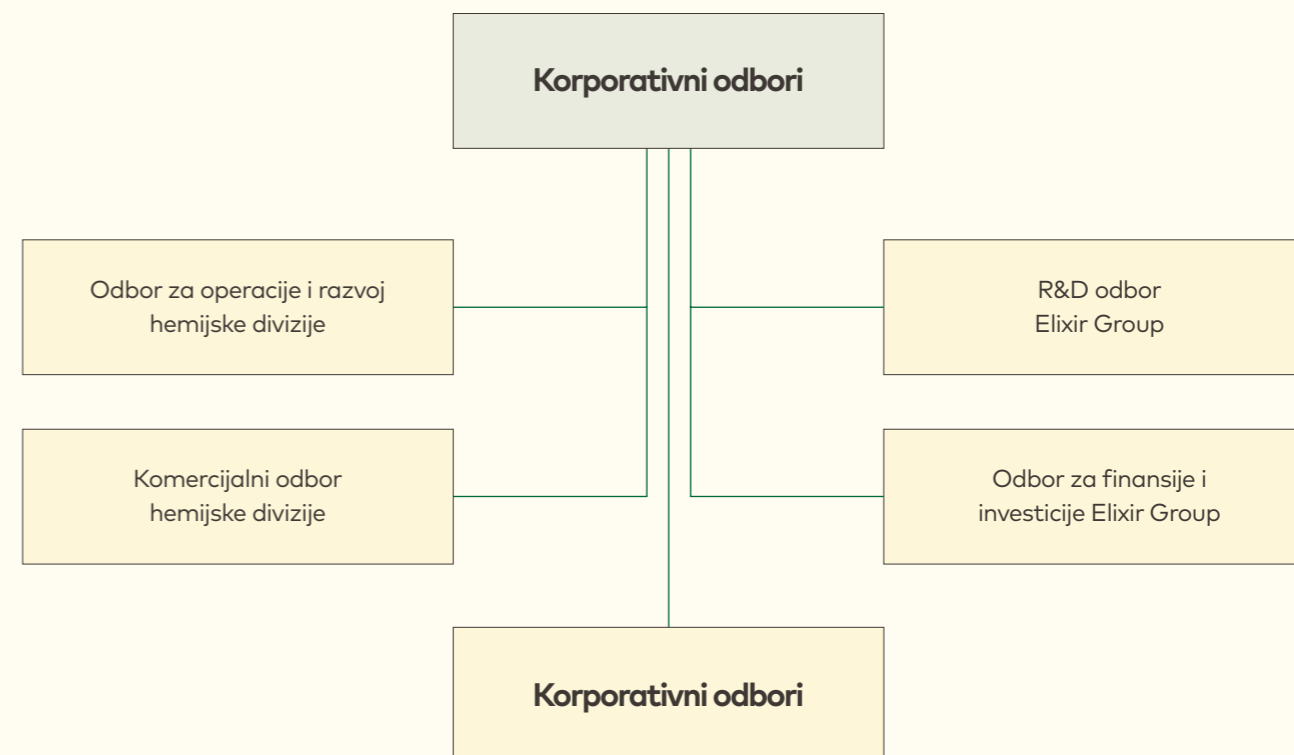 Korporativni odbori
Odbor za operacije i razvoj
hemijske divizije
R&D odbor
Elixir Group
Komercijalni odbor
hemijske divizije
Odbor za finansije i
investicije Elixir Group
Korporativni odbori